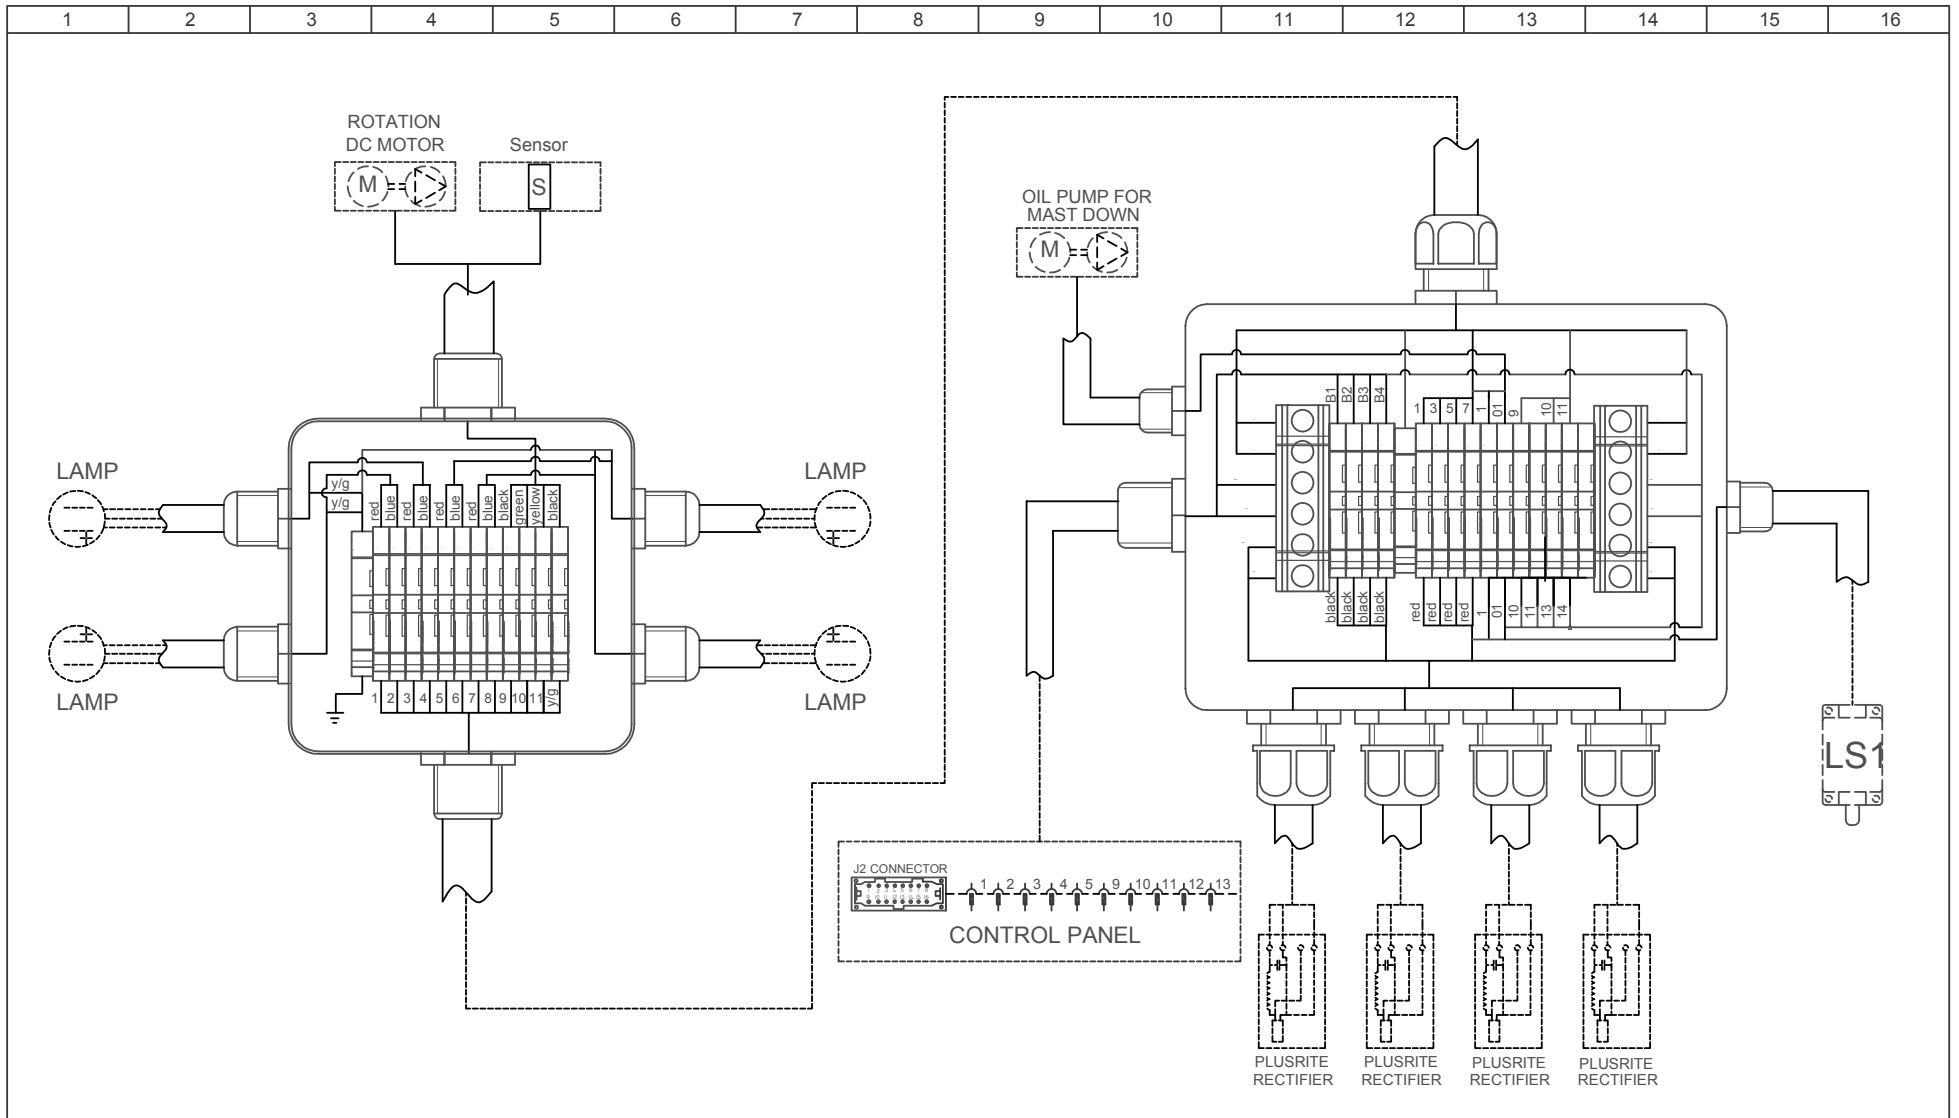 1 2 3 4 5 6 7 8 9 10 11 12 13 14 15 16
ROTATION
DC MOTOR
Sensor
M
S
OIL PUMP FOR
MAST DOWN
M
LAMP
LAMP
LAMP
LAMP
y/g
y/g
red blue red blue red blue red blue black green yellow black
1 2 3 4 5 6 7 8 9 10 11 y/g
B1 B2 B3 B4 1 3 5 7 1 01 9 10 11
black black black black red red red red 1 01 10 11 13 14
LS1
J2 CONNECTOR
1 2 3 4 5 9 10 11 12 13
CONTROL PANEL
PLUSRITE
RECTIFIER
PLUSRITE
RECTIFIER
PLUSRITE
RECTIFIER
PLUSRITE
RECTIFIER